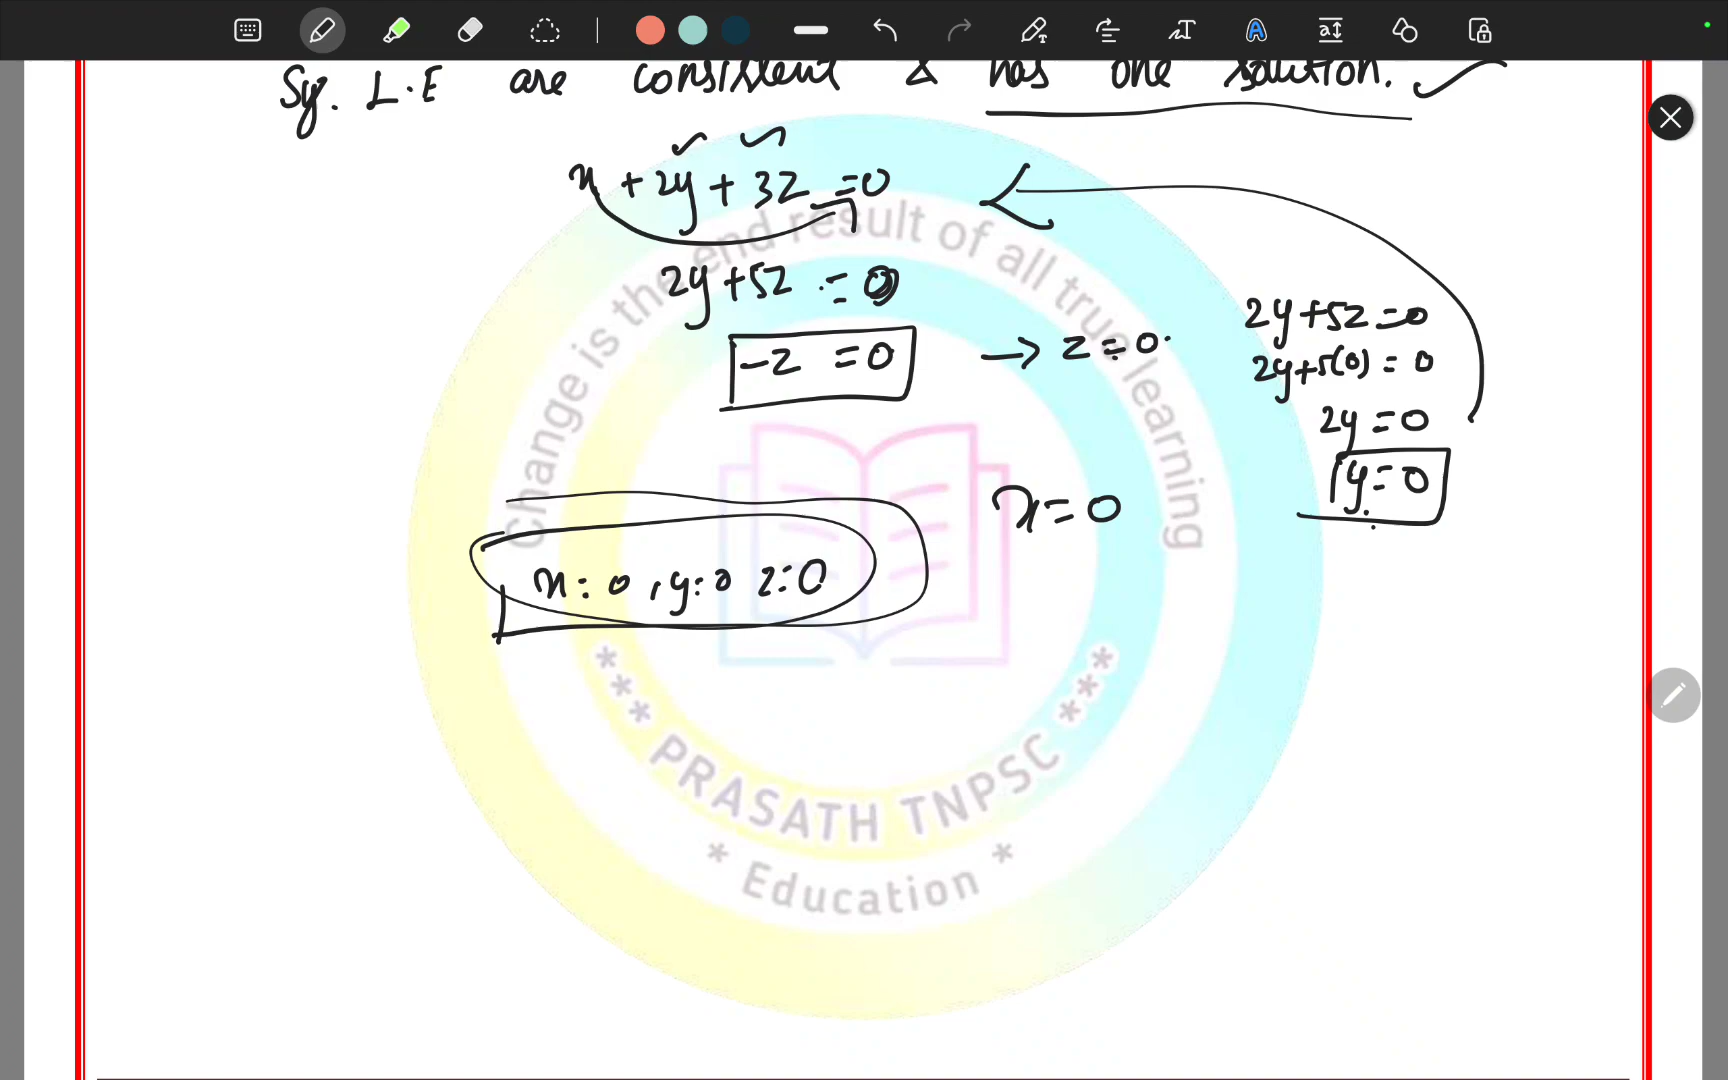 Sy. L.E are consistent & has one solution.
x + 2y + 3z = 0
2y + 5z = 0
-z = 0 → z = 0.
2y + 5z = 0
2y + 5(0) = 0
2y = 0
y = 0
x = 0
x = 0, y = 0 z = 0
Change is the end result of all true learning
**** PRASATH TNPSC ****
* Education *